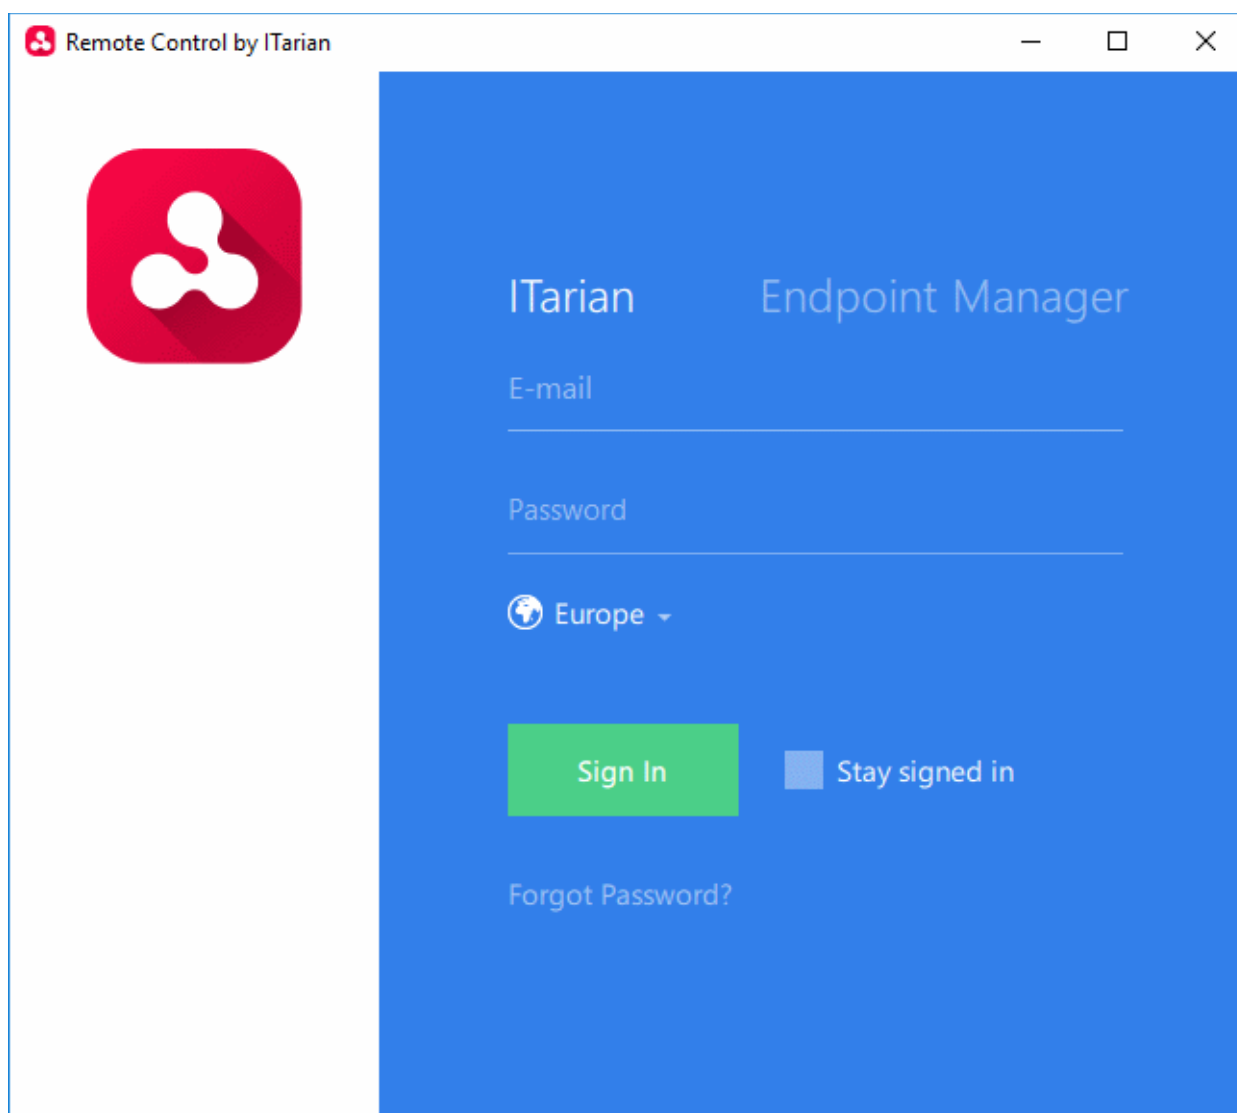 Remote Control by ITarian
ITarian Endpoint Manager
E-mail
Password
Europe
Sign In Stay signed in
Forgot Password?